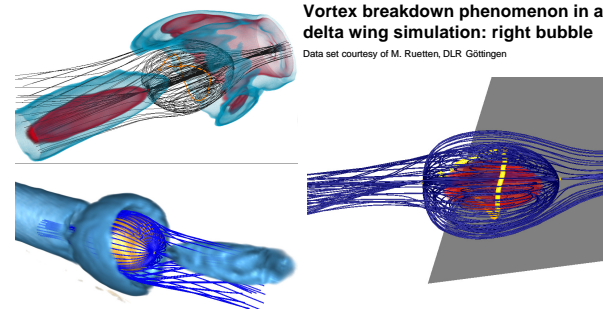 Vortex breakdown phenomenon in a
delta wing simulation: right bubble
Data set courtesy of M. Ruetten, DLR Göttingen